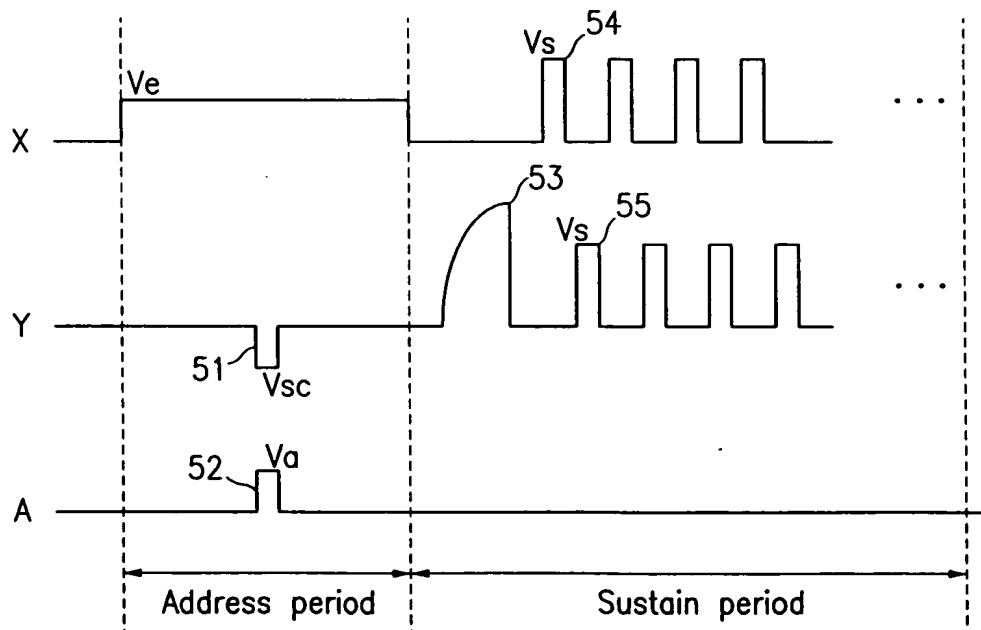 54
Vs
Ve
X
...
53
Vs
55
...
Y
51
Vsc
Va
52
A
Address period
Sustain period